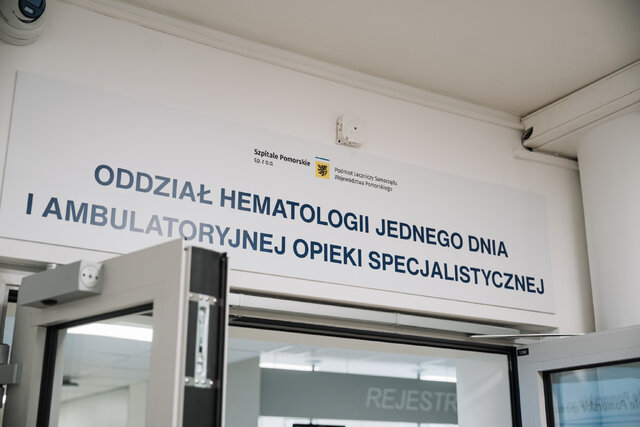 Szpitale Pomorskie
sp. z o.o.
Podmiot Leczniczy Samorządu
Województwa Pomorskiego
ODDZIAŁ HEMATOLOGII JEDNEGO DNIA
I AMBULATORYJNEJ OPIEKI SPECJALISTYCZNEJ
REJESTR